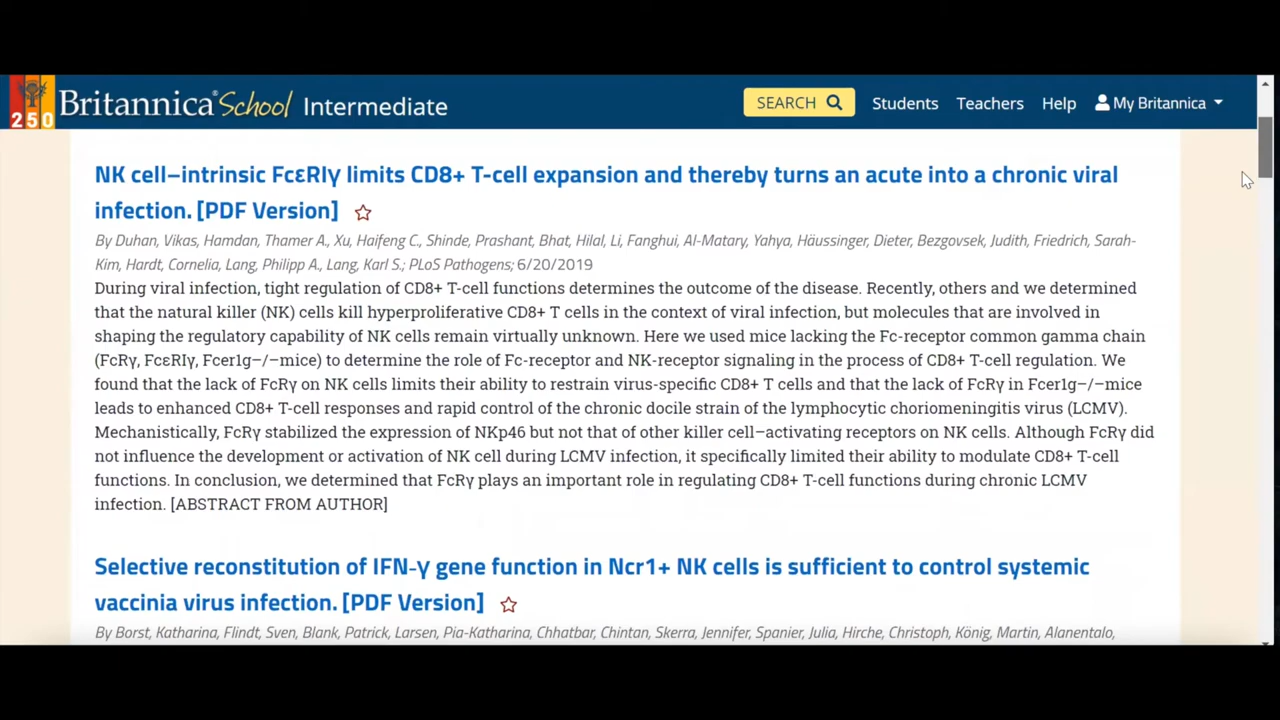 250
Britannica® School Intermediate
SEARCH
Students
Teachers
Help
My Britannica
NK cell–intrinsic FcεRIγ limits CD8+ T-cell expansion and thereby turns an acute into a chronic viral
infection. [PDF Version]
By Duhan, Vikas, Hamdan, Thamer A., Xu, Haifeng C., Shinde, Prashant, Bhat, Hilal, Li, Fanghui, Al-Matary, Yahya, Häussinger, Dieter, Bezgovsek, Judith, Friedrich, Sarah-
Kim, Hardt, Cornelia, Lang, Philipp A., Lang, Karl S.; PLoS Pathogens; 6/20/2019
During viral infection, tight regulation of CD8+ T-cell functions determines the outcome of the disease. Recently, others and we determined
that the natural killer (NK) cells kill hyperproliferative CD8+ T cells in the context of viral infection, but molecules that are involved in
shaping the regulatory capability of NK cells remain virtually unknown. Here we used mice lacking the Fc-receptor common gamma chain
(FcRγ, FcεRIγ, Fcer1g–/–mice) to determine the role of Fc-receptor and NK-receptor signaling in the process of CD8+ T-cell regulation. We
found that the lack of FcRγ on NK cells limits their ability to restrain virus-specific CD8+ T cells and that the lack of FcRγ in Fcer1g–/–mice
leads to enhanced CD8+ T-cell responses and rapid control of the chronic docile strain of the lymphocytic choriomeningitis virus (LCMV).
Mechanistically, FcRγ stabilized the expression of NKp46 but not that of other killer cell–activating receptors on NK cells. Although FcRγ did
not influence the development or activation of NK cell during LCMV infection, it specifically limited their ability to modulate CD8+ T-cell
functions. In conclusion, we determined that FcRγ plays an important role in regulating CD8+ T-cell functions during chronic LCMV
infection. [ABSTRACT FROM AUTHOR]
Selective reconstitution of IFN‐γ gene function in Ncr1+ NK cells is sufficient to control systemic
vaccinia virus infection. [PDF Version]
By Borst, Katharina, Flindt, Sven, Blank, Patrick, Larsen, Pia-Katharina, Chhatbar, Chintan, Skerra, Jennifer, Spanier, Julia, Hirche, Christoph, König, Martin, Alanentalo,